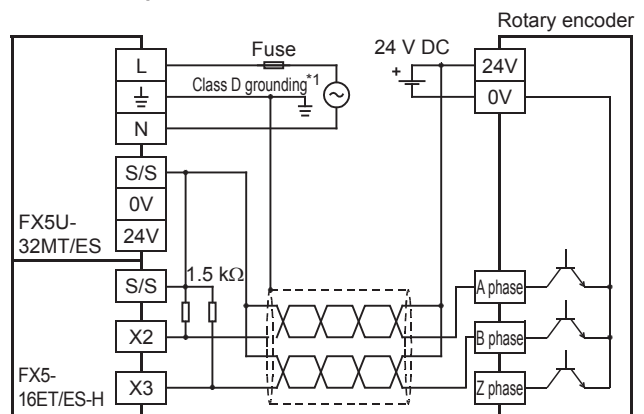 Rotary encoder
L
Fuse
24 V DC
24V
Class D grounding*1
+
0V
N
S/S
0V
FX5U-
32MT/ES
24V
S/S
1.5 kΩ
A phase
X2
B phase
FX5-
16ET/ES-H
X3
Z phase